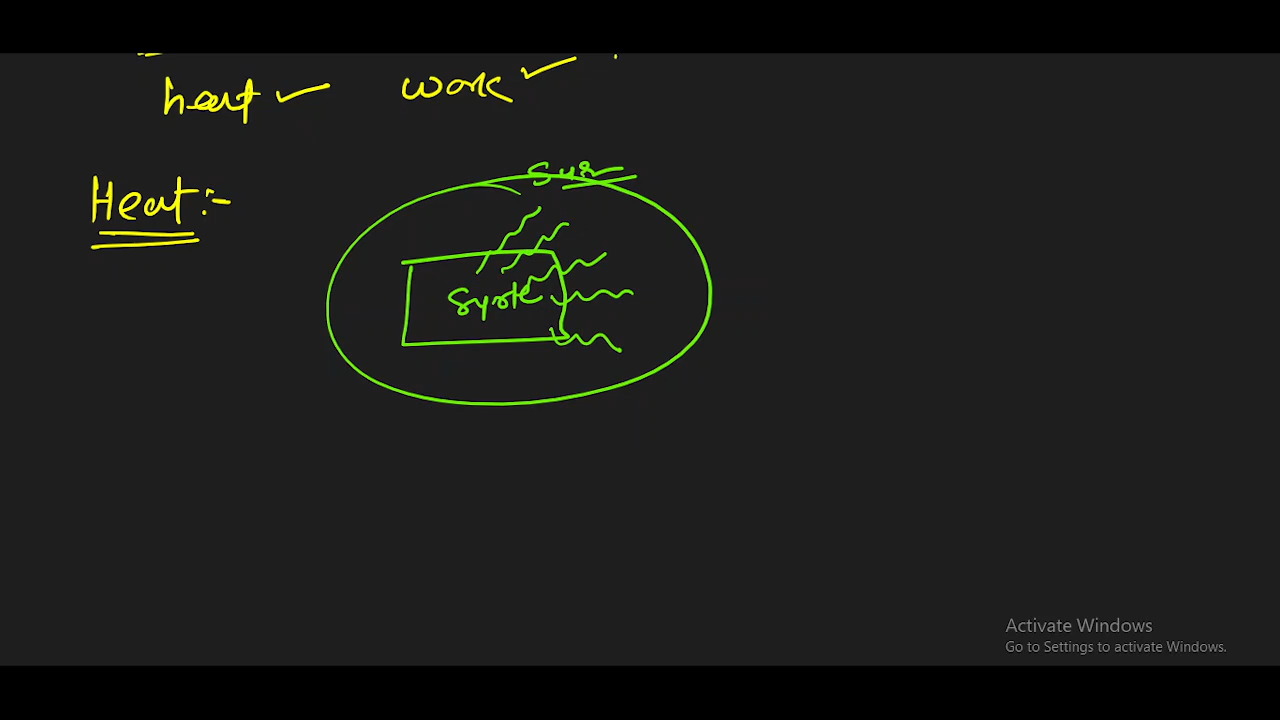 heat work
Heat:-
Sur
Syste
Activate Windows
Go to Settings to activate Windows.